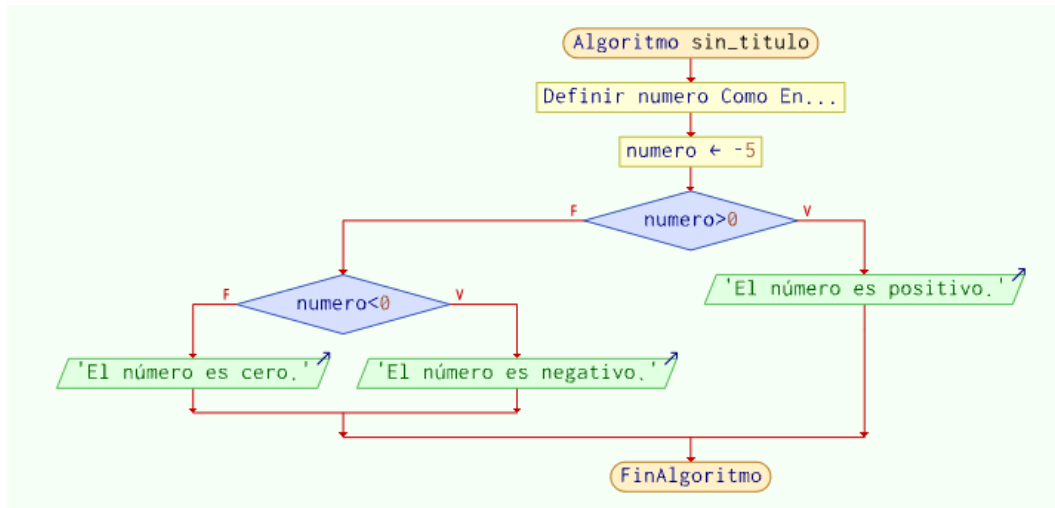 Algoritmo sin_titulo
Definir numero Como En...
numero ← -5
numero>0
F
V
'El número es positivo.'
numero<0
F
V
'El número es cero.'
'El número es negativo.'
FinAlgoritmo